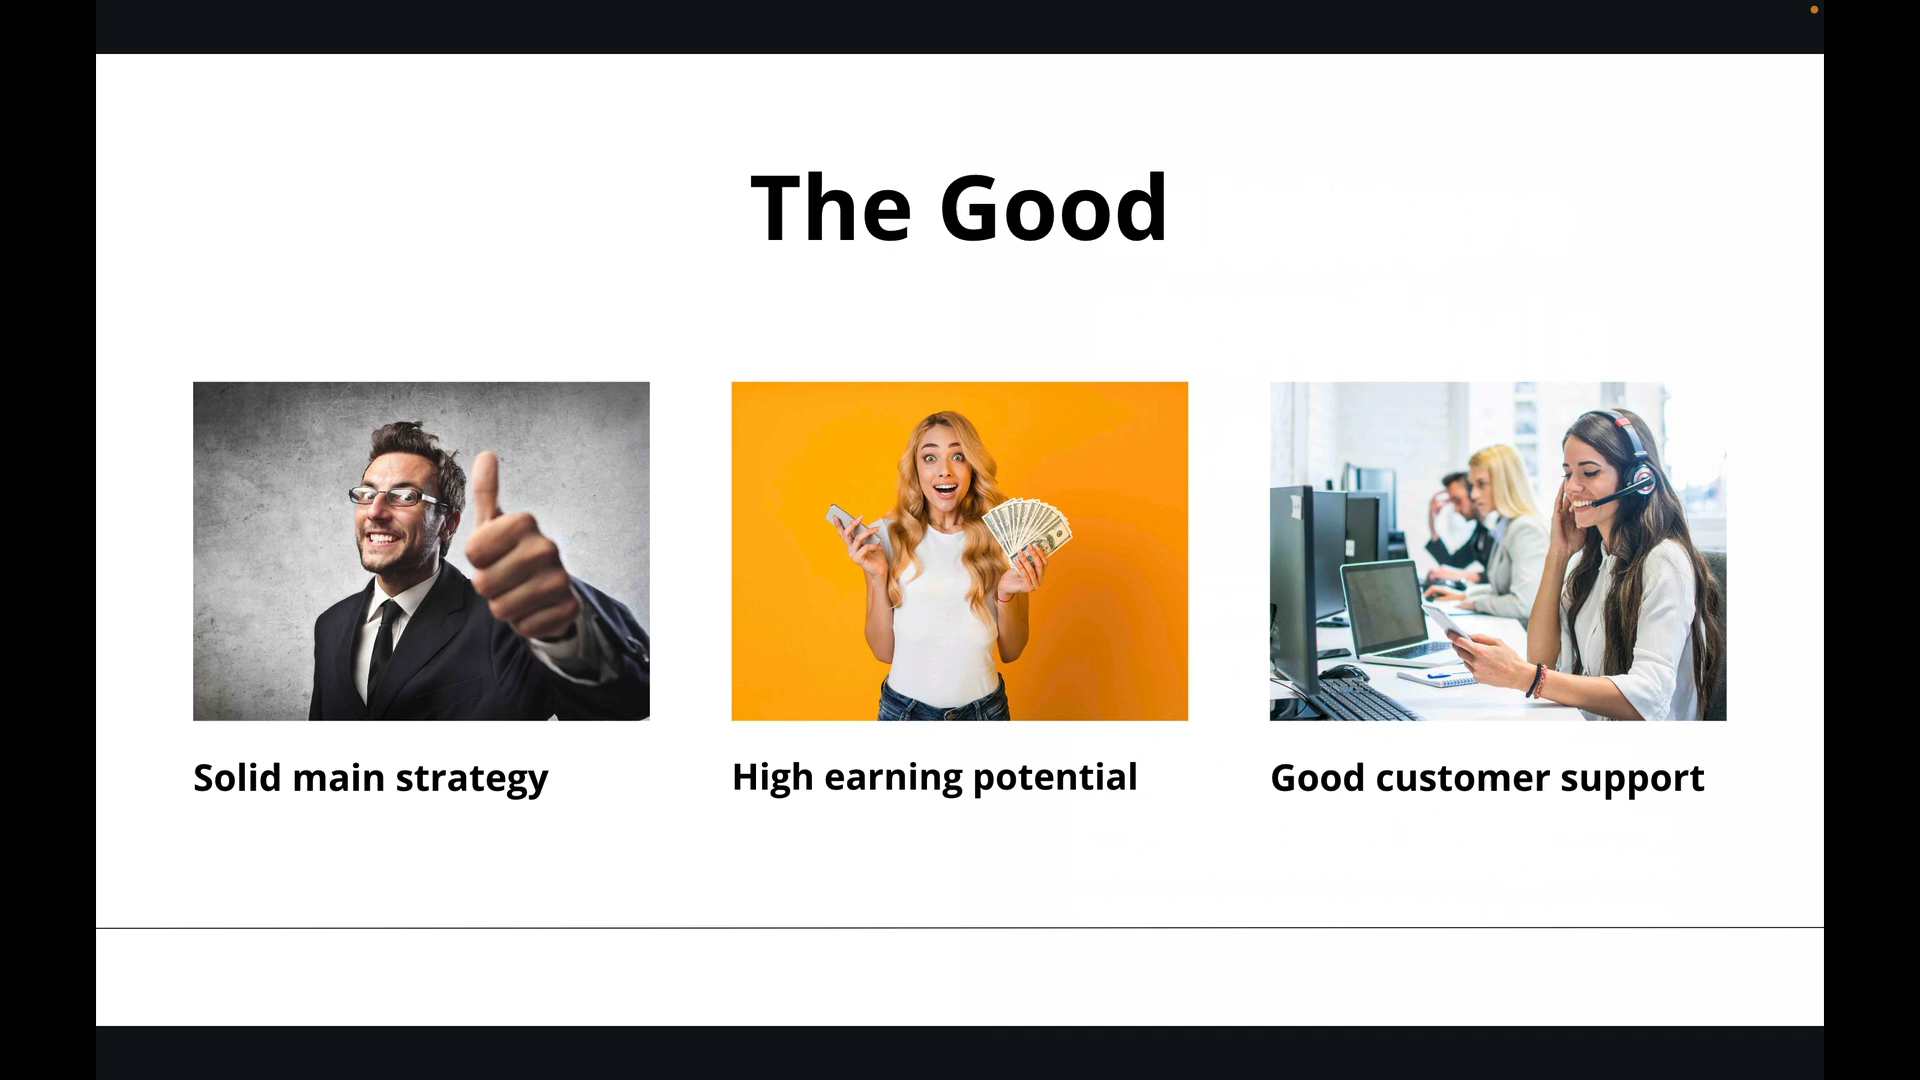 The Good
Solid main strategy
High earning potential
Good customer support